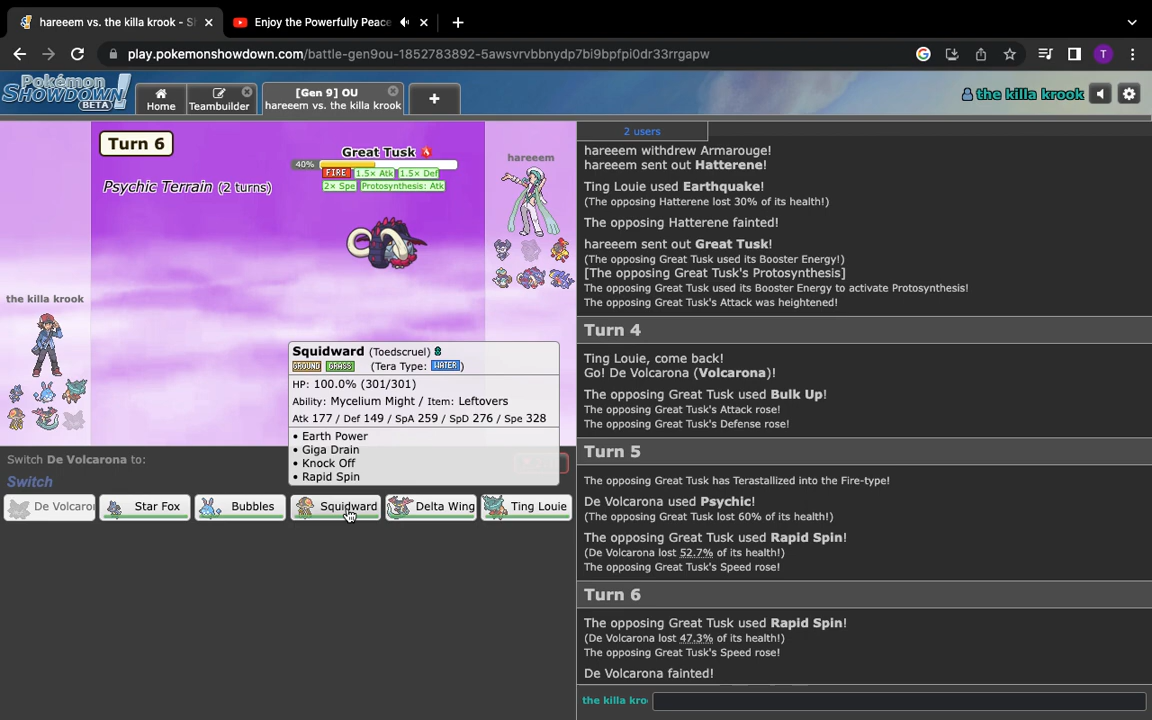 hareeem vs. the killa krook - S
Enjoy the Powerfully Peace
play.pokemonshowdown.com/battle-gen9ou-1852783892-5awsvrvbbnydp7bi9bpfpi0dr33rrgapw
T
Pokémon
SHOWDOWN!
BETA
Home
Teambuilder
[Gen 9] OU
hareeem vs. the killa krook
the killa krook
Turn 6
Psychic Terrain (2 turns)
Great Tusk
40%
FIRE 1.5× Atk 1.5× Def
2× Spe Protosynthesis: Atk
hareeem
the killa krook
Squidward (Toedscruel)
GROUND GRASS (Tera Type: WATER)
HP: 100.0% (301/301)
Ability: Mycelium Might / Item: Leftovers
Atk 177 / Def 149 / SpA 259 / SpD 276 / Spe 328
• Earth Power
• Giga Drain
• Knock Off
• Rapid Spin
Switch De Volcarona to:
Switch
De Volcaro
Star Fox
Bubbles
Squidward
Delta Wing
Ting Louie
2 users
hareeem withdrew Armarouge!
hareeem sent out Hatterene!
Ting Louie used Earthquake!
(The opposing Hatterene lost 30% of its health!)
The opposing Hatterene fainted!
hareeem sent out Great Tusk!
(The opposing Great Tusk used its Booster Energy!)
[The opposing Great Tusk's Protosynthesis]
The opposing Great Tusk used its Booster Energy to activate Protosynthesis!
The opposing Great Tusk's Attack was heightened!
Turn 4
Ting Louie, come back!
Go! De Volcarona (Volcarona)!
The opposing Great Tusk used Bulk Up!
The opposing Great Tusk's Attack rose!
The opposing Great Tusk's Defense rose!
Turn 5
The opposing Great Tusk has Terastallized into the Fire-type!
De Volcarona used Psychic!
(The opposing Great Tusk lost 60% of its health!)
The opposing Great Tusk used Rapid Spin!
(De Volcarona lost 52.7% of its health!)
The opposing Great Tusk's Speed rose!
Turn 6
The opposing Great Tusk used Rapid Spin!
(De Volcarona lost 47.3% of its health!)
The opposing Great Tusk's Speed rose!
De Volcarona fainted!
the killa kro